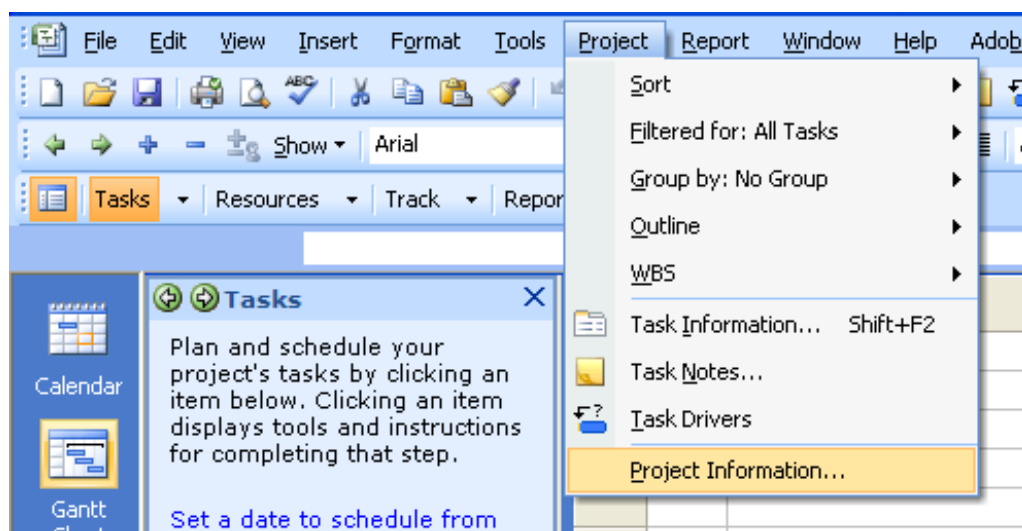 File Edit View Insert Format Tools Project Report Window Help Adob
ABC
Show Arial
Tasks Resources Track Repor
Sort
Filtered for: All Tasks
Group by: No Group
Outline
WBS
Task Information... Shift+F2
Task Notes...
Task Drivers
Project Information...
Calendar
Gantt
Tasks
Plan and schedule your
project's tasks by clicking an
item below. Clicking an item
displays tools and instructions
for completing that step.
Set a date to schedule from